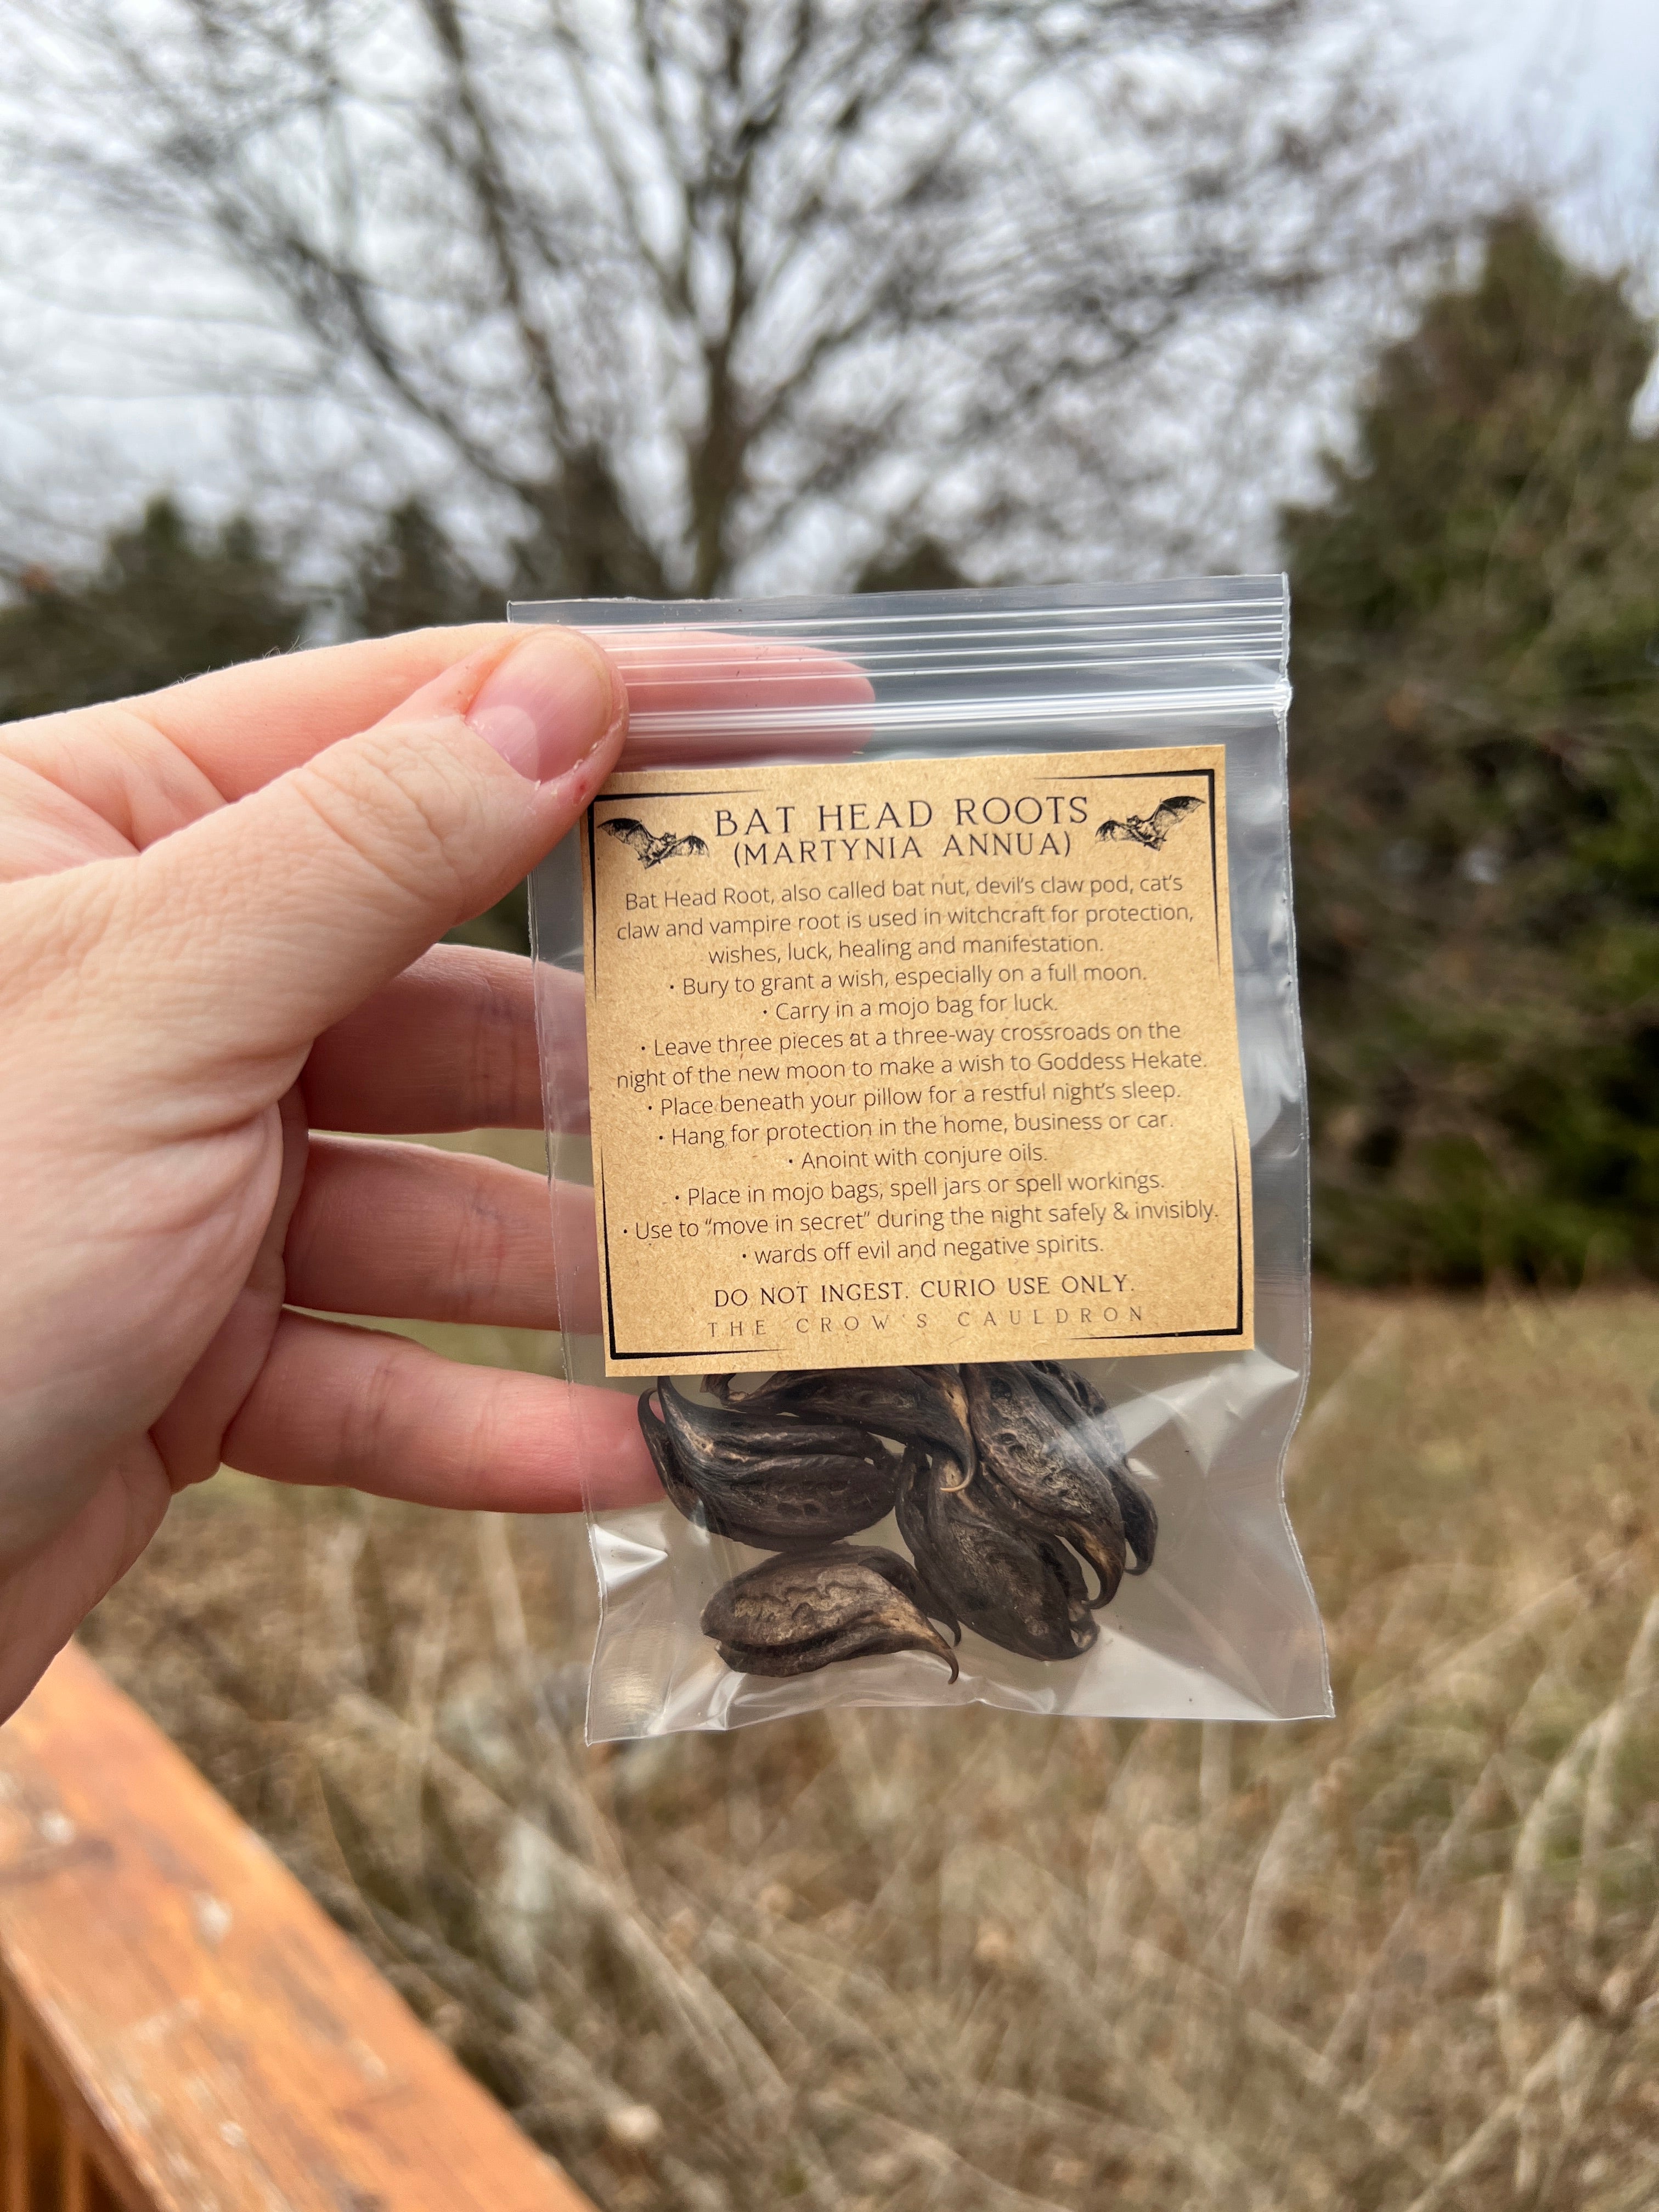 BAT HEAD ROOTS
(MARTYNIA ANNUA)
Bat Head Root, also called bat nut, devil's claw pod, cat's
claw and vampire root is used in witchcraft for protection,
wishes, luck, healing and manifestation.
• Bury to grant a wish, especially on a full moon.
• Carry in a mojo bag for luck.
• Leave three pieces at a three-way crossroads on the
night of the new moon to make a wish to Goddess Hekate.
• Place beneath your pillow for a restful night's sleep.
• Hang for protection in the home, business or car.
• Anoint with conjure oils.
• Place in mojo bags, spell jars or spell workings.
• Use to "move in secret" during the night safely & invisibly.
• wards off evil and negative spirits.
DO NOT INGEST. CURIO USE ONLY.
THE CROW'S CAULDRON